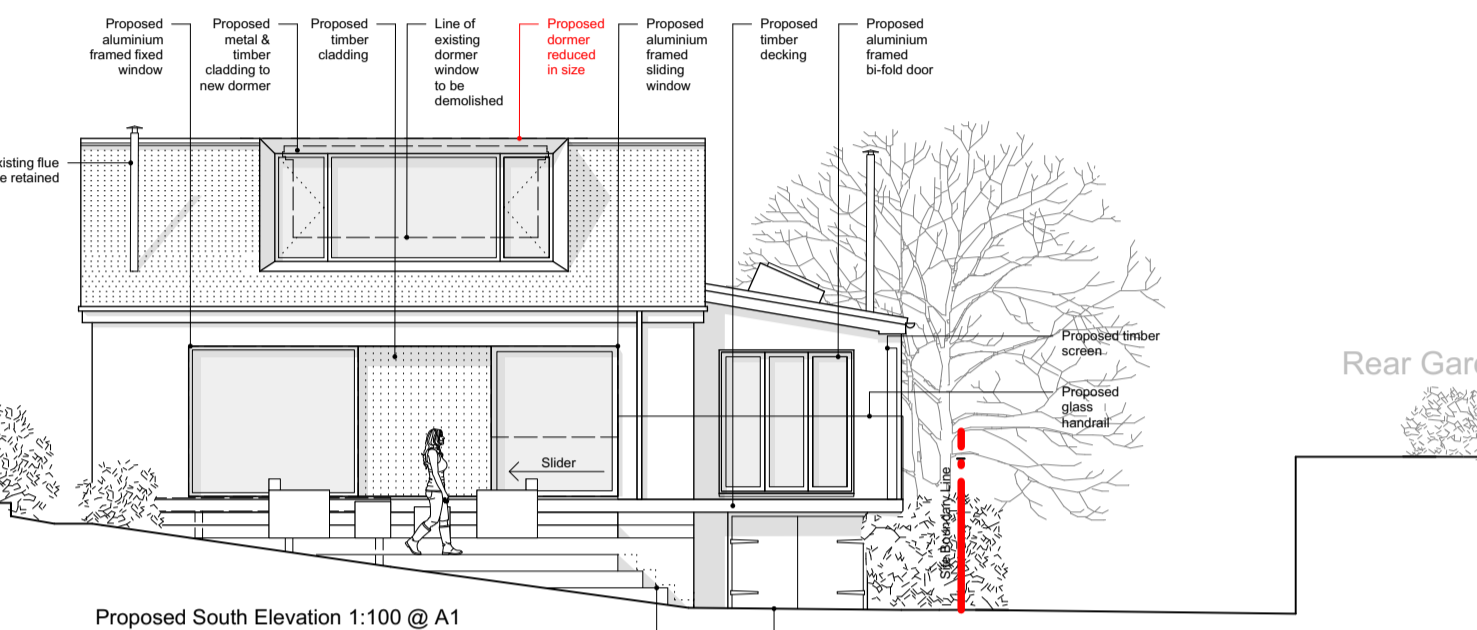 Proposed
aluminium
framed fixed
window
Proposed
metal &
timber
cladding to
new dormer
Proposed
timber
cladding
Line of
existing
dormer
window
to be
demolished
Proposed
dormer
reduced
in size
Proposed
aluminium
framed
sliding
window
Proposed
timber
decking
Proposed
aluminium
framed
bi-fold door
xisting flue
e retained
Proposed timber
screen
Proposed
glass
handrail
Rear Gar
Slider
Site Boundary Line
Proposed South Elevation 1:100 @ A1